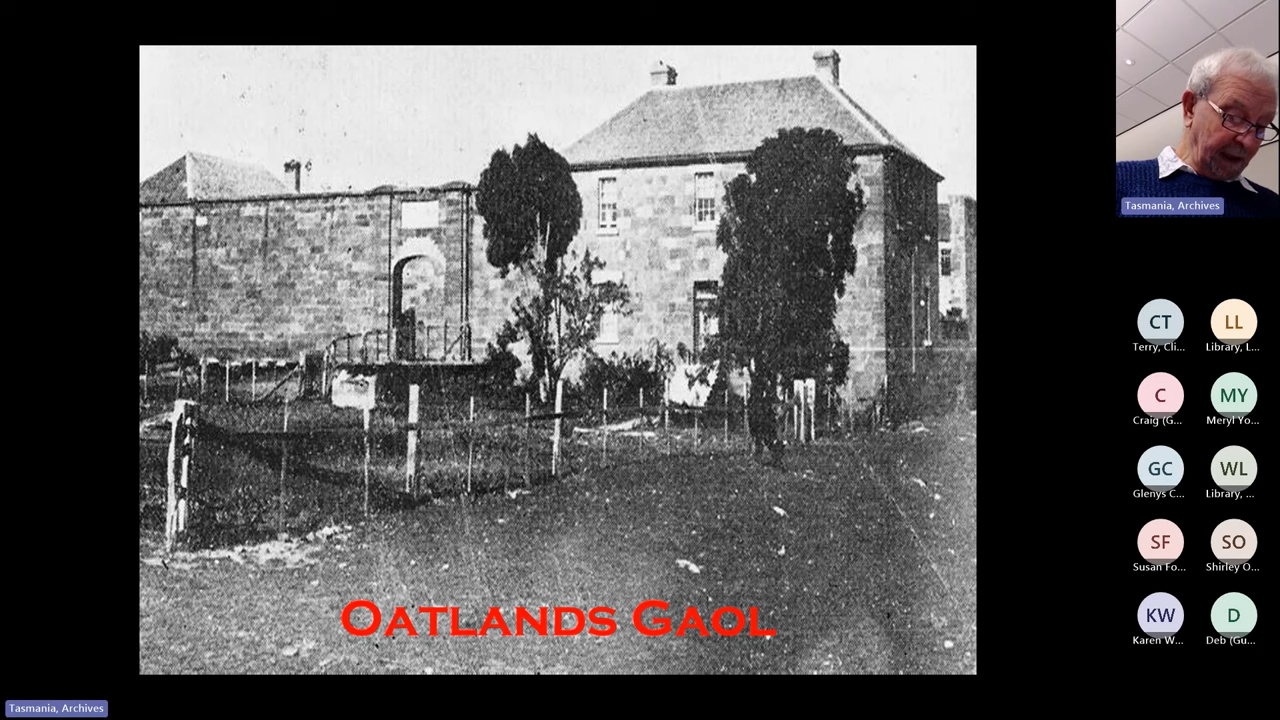 Oatlands Gaol
Tasmania, Archives
CT
LL
Terry, Cli...
Library, L...
C
MY
Craig (G...
Meryl Yo...
GC
WL
Glenys C...
Library, ...
SF
SO
Susan Fo...
Shirley O...
KW
D
Karen W...
Deb (Gu...
Tasmania, Archives